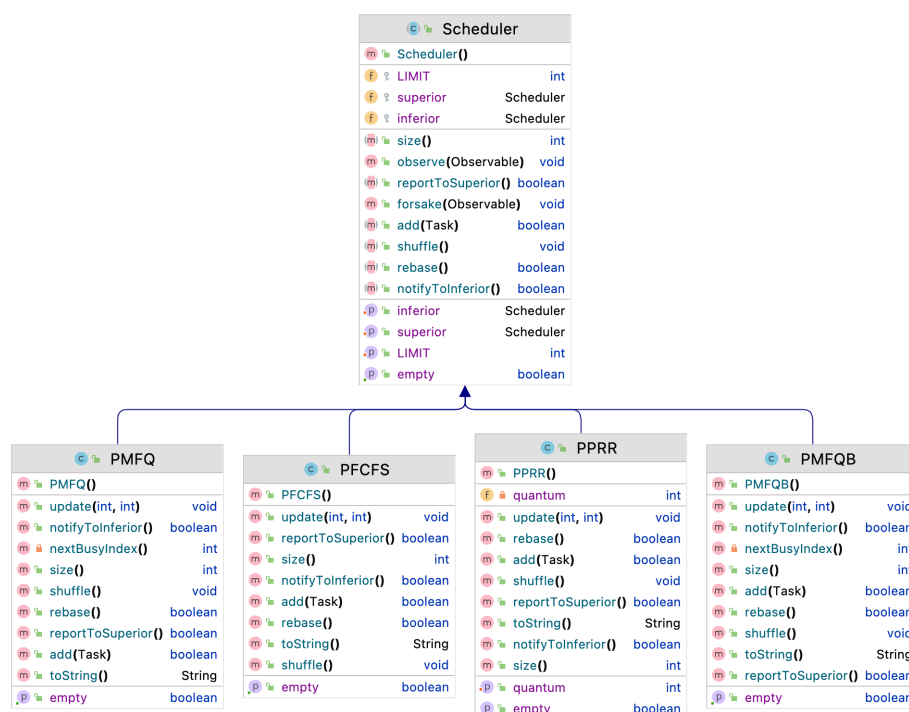 Scheduler
Scheduler()
LIMIT int
superior Scheduler
inferior Scheduler
size() int
observe(Observable) void
reportToSuperior() boolean
forsake(Observable) void
add(Task) boolean
shuffle() void
rebase() boolean
notifyToInferior() boolean
inferior Scheduler
superior Scheduler
LIMIT int
empty boolean
PMFQ
PMFQ()
update(int, int) void
notifyToInferior() boolean
nextBusyIndex() int
size() int
shuffle() void
rebase() boolean
reportToSuperior() boolean
add(Task) boolean
toString() String
empty boolean
PFCFS
PFCFS()
update(int, int) void
reportToSuperior() boolean
size() int
notifyToInferior() boolean
add(Task) boolean
rebase() boolean
toString() String
shuffle() void
empty boolean
PPRR
PPRR()
quantum int
update(int, int) void
rebase() boolean
add(Task) boolean
shuffle() void
reportToSuperior() boolean
toString() String
notifyToInferior() boolean
size() int
quantum int
empty boolean
PMFQB
PMFQB()
update(int, int)
notifyToInferior()
nextBusyIndex()
size()
add(Task)
rebase()
shuffle()
toString()
reportToSuperior()
empty